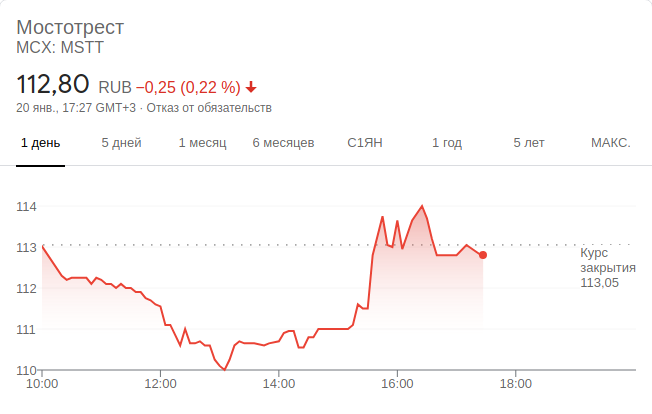 Мостотрест
MCX: MSTT
112,80 RUB −0,25 (0,22 %)
20 янв., 17:27 GMT+3 · Отказ от обязательств
1 день 5 дней 1 месяц 6 месяцев С1ЯН 1 год 5 лет МАКС.
114
113
Курс
закрытия
113,05
112
111
110
10:00 12:00 14:00 16:00 18:00